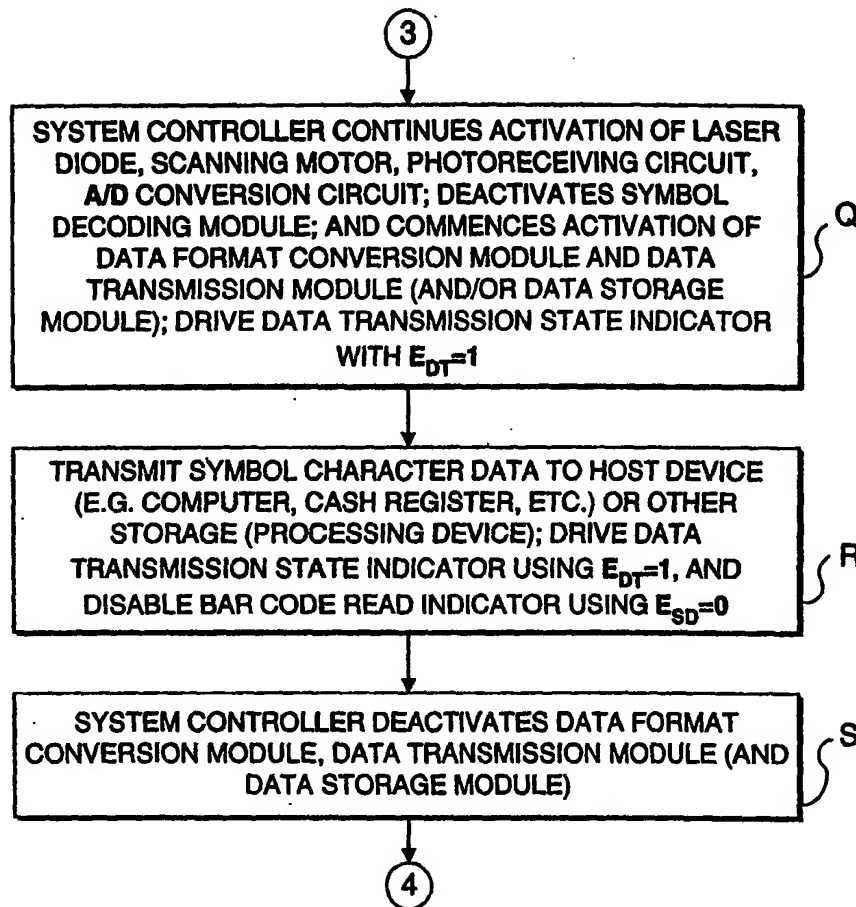 3
SYSTEM CONTROLLER CONTINUES ACTIVATION OF LASER
DIODE, SCANNING MOTOR, PHOTORECEIVING CIRCUIT,
A/D CONVERSION CIRCUIT; DEACTIVATES SYMBOL
DECODING MODULE; AND COMMENCES ACTIVATION OF
DATA FORMAT CONVERSION MODULE AND DATA
TRANSMISSION MODULE (AND/OR DATA STORAGE
MODULE); DRIVE DATA TRANSMISSION STATE INDICATOR
WITH E_DT=1
Q
TRANSMIT SYMBOL CHARACTER DATA TO HOST DEVICE
(E.G. COMPUTER, CASH REGISTER, ETC.) OR OTHER
STORAGE (PROCESSING DEVICE); DRIVE DATA
TRANSMISSION STATE INDICATOR USING E_DT=1, AND
DISABLE BAR CODE READ INDICATOR USING E_SD=0
R
SYSTEM CONTROLLER DEACTIVATES DATA FORMAT
CONVERSION MODULE, DATA TRANSMISSION MODULE (AND
DATA STORAGE MODULE)
S
4